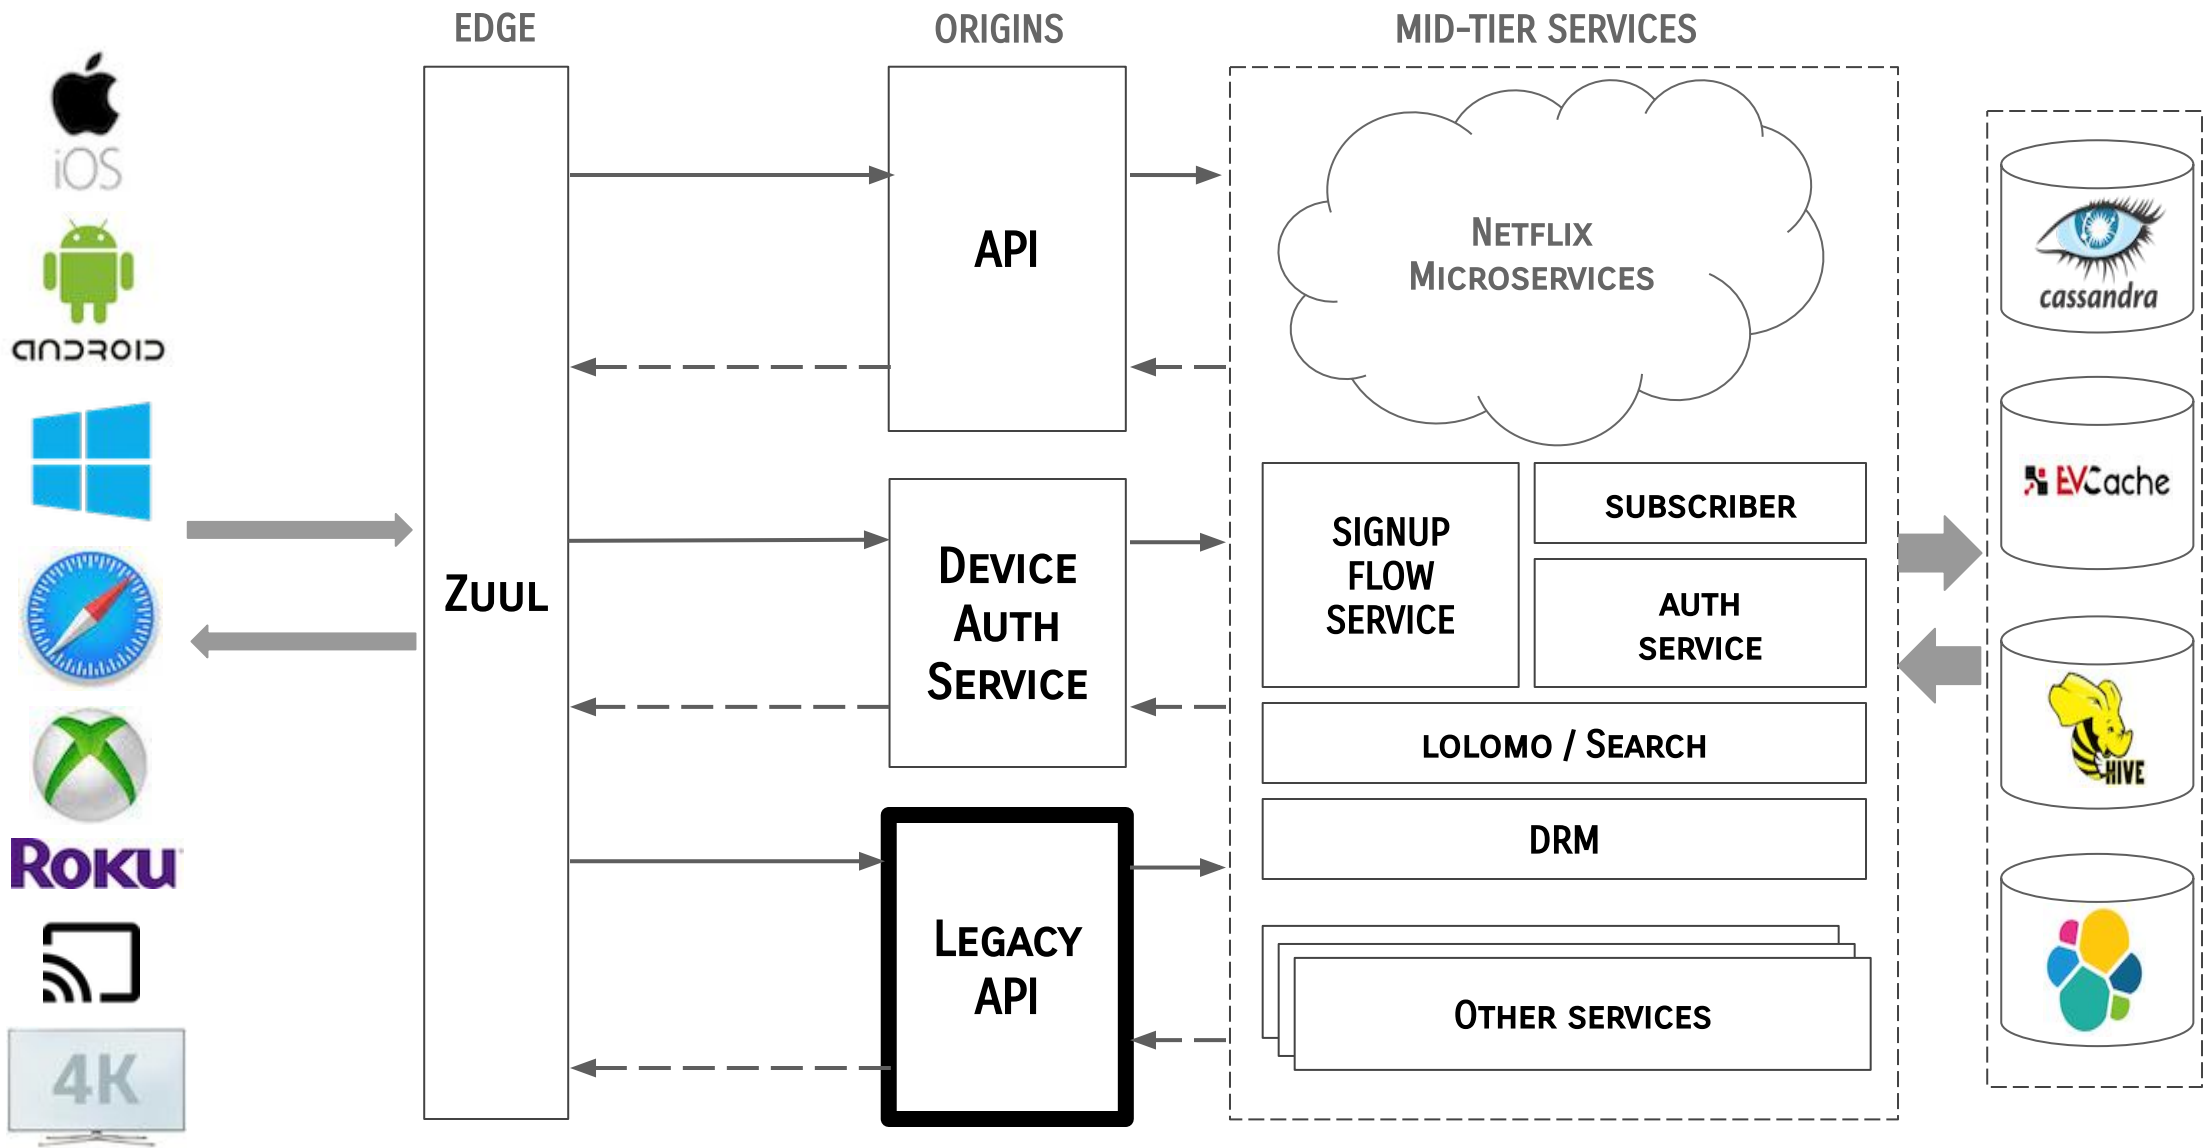 EDGE
ORIGINS
MID-TIER SERVICES
iOS
ANDROID
ROKU
4K
ZUUL
API
DEVICE
AUTH
SERVICE
LEGACY
API
NETFLIX
MICROSERVICES
SIGNUP
FLOW
SERVICE
SUBSCRIBER
AUTH
SERVICE
LOLOMO / SEARCH
DRM
OTHER SERVICES
cassandra
EVCache
HIVE